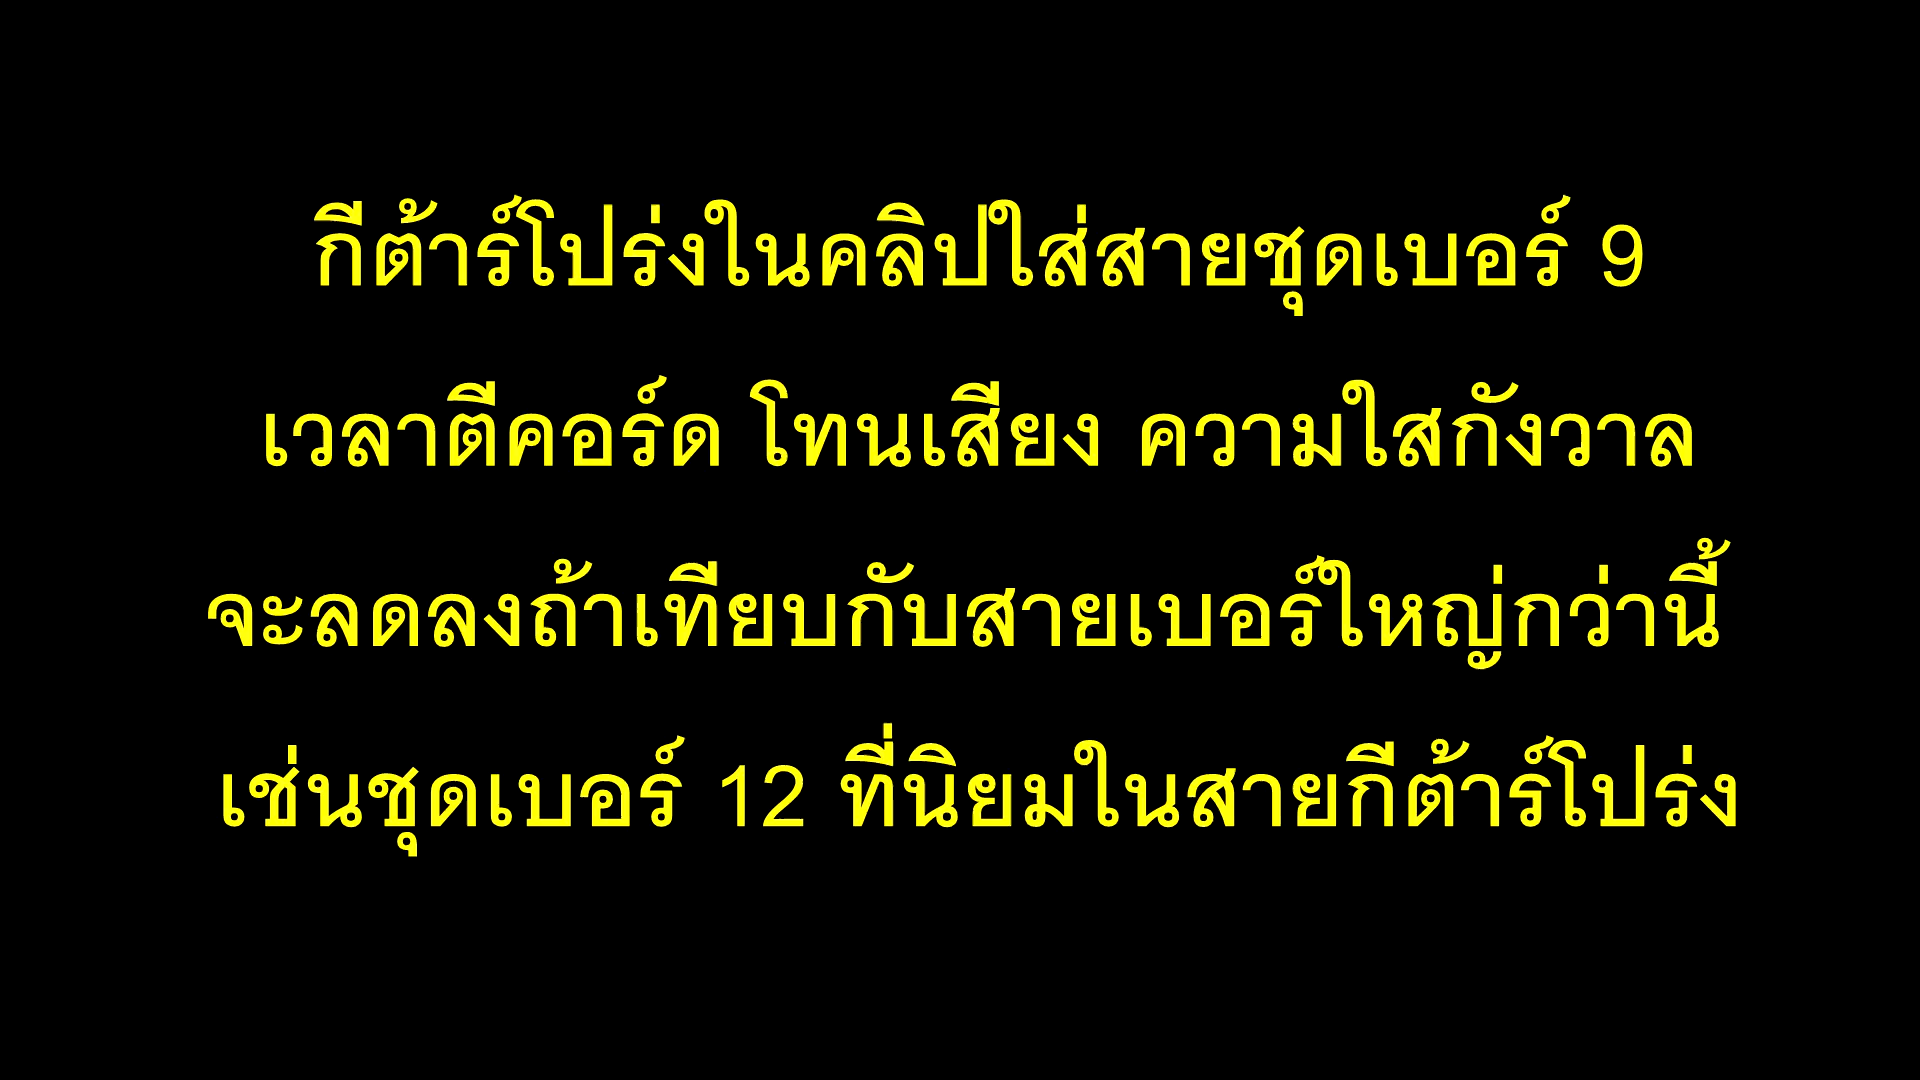 กีต้าร์โปร่งในคลิปใส่สายชุดเบอร์ 9
เวลาตีคอร์ด โทนเสียง ความใสกังวาล
จะลดลงถ้าเทียบกับสายเบอร์ใหญ่กว่านี้
เช่นชุดเบอร์ 12 ที่นิยมในสายกีต้าร์โปร่ง